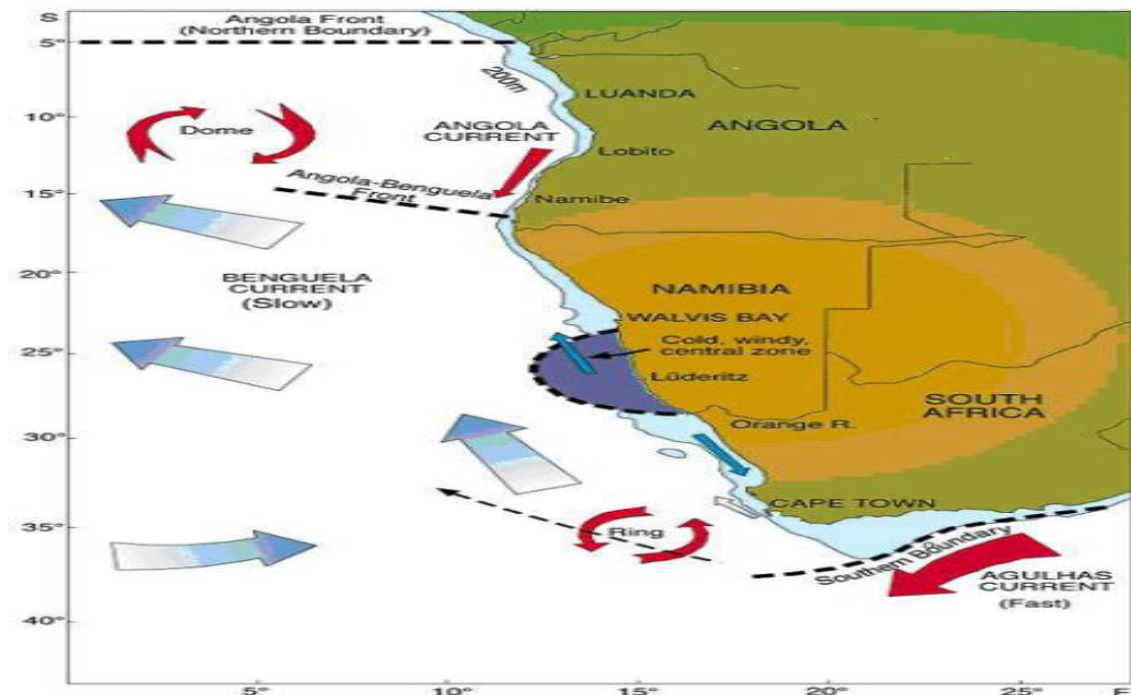 S
Angola Front
(Northern Boundary)
5°
200m
LUANDA
10°
Dome
ANGOLA
CURRENT
ANGOLA
Lobito
Angola-Benguela
Front
15°
Namibe
20°
BENGUELA
CURRENT
(Slow)
NAMIBIA
WALVIS BAY
Cold, windy,
central zone
25°
Lüderitz
SOUTH
AFRICA
Orange R.
30°
CAPE TOWN
35°
Ring
Southern Boundary
AGULHAS
CURRENT
(Fast)
40°
5°
10°
15°
20°
25°
E